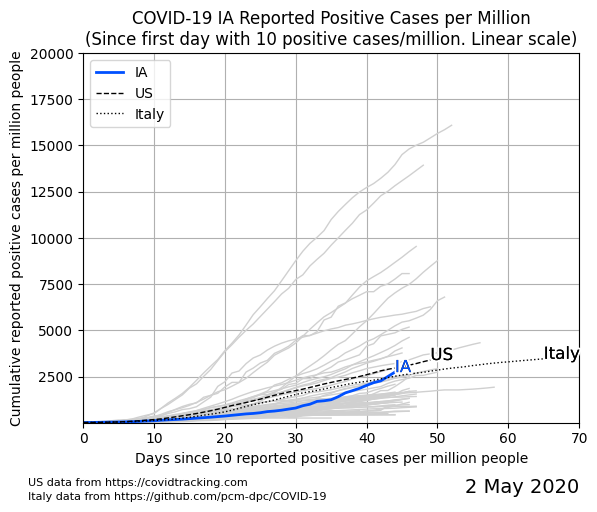 COVID-19 IA Reported Positive Cases per Million
(Since first day with 10 positive cases/million. Linear scale)
Cumulative reported positive cases per million people
20000
17500
15000
12500
10000
7500
5000
2500
IA
US
Italy
IA
US
Italy
0 10 20 30 40 50 60 70
Days since 10 reported positive cases per million people
US data from https://covidtracking.com
Italy data from https://github.com/pcm-dpc/COVID-19
2 May 2020